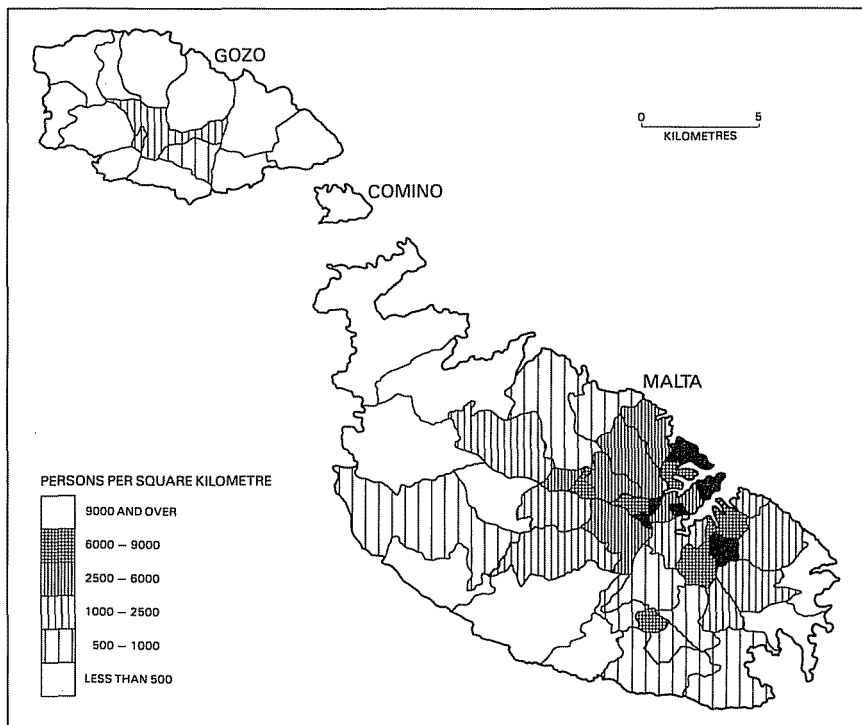 GOZO
0 5
KILOMETRES
COMINO
MALTA
PERSONS PER SQUARE KILOMETRE
9000 AND OVER
6000 – 9000
2500 – 6000
1000 – 2500
500 – 1000
LESS THAN 500